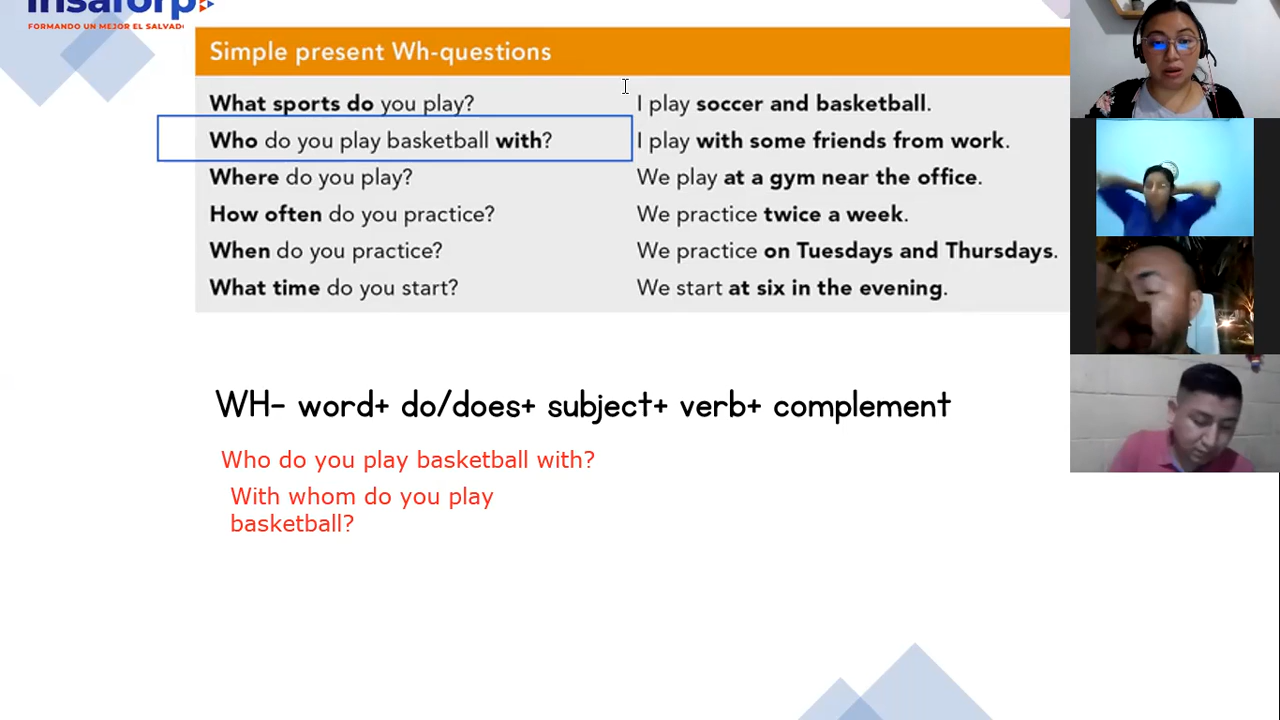 Insaforp
FORMANDO UN MEJOR EL SALVADOR
Simple present Wh-questions
What sports do you play? I play soccer and basketball.
Who do you play basketball with? I play with some friends from work.
Where do you play? We play at a gym near the office.
How often do you practice? We practice twice a week.
When do you practice? We practice on Tuesdays and Thursdays.
What time do you start? We start at six in the evening.
WH- word+ do/does+ subject+ verb+ complement
Who do you play basketball with?
With whom do you play
basketball?